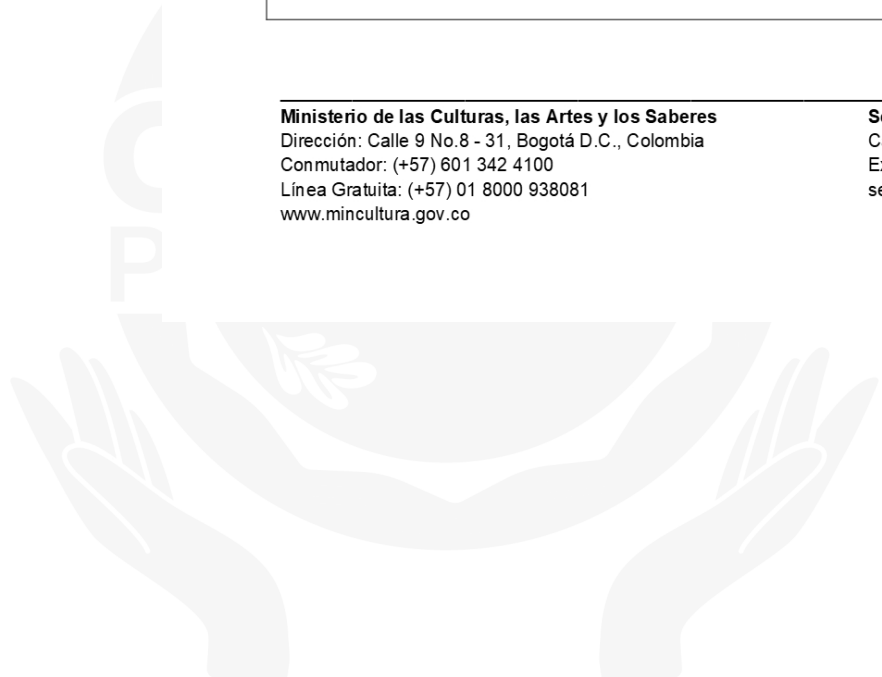 Ministerio de las Culturas, las Artes y los Saberes
Dirección: Calle 9 No.8 - 31, Bogotá D.C., Colombia
Conmutador: (+57) 601 342 4100
Línea Gratuita: (+57) 01 8000 938081
www.mincultura.gov.co